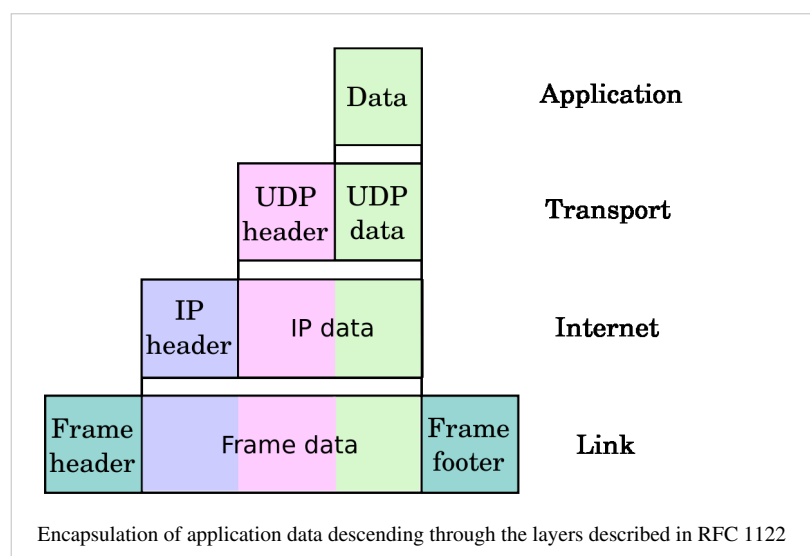 Data
Application
UDP
header
UDP
data
Transport
IP
header
IP data
Internet
Frame
header
Frame data
Frame
footer
Link
Encapsulation of application data descending through the layers described in RFC 1122